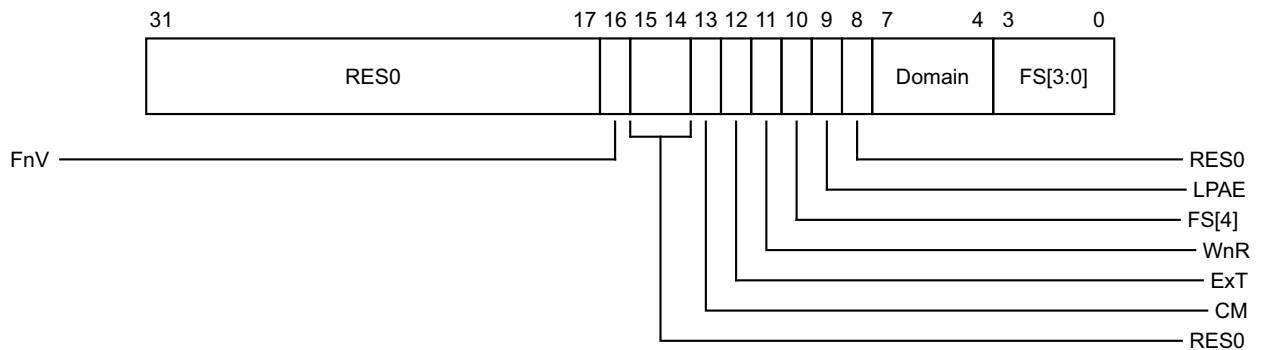 31 17 16 15 14 13 12 11 10 9 8 7 4 3 0
RES0 Domain FS[3:0]
FnV RES0
LPAE
FS[4]
WnR
ExT
CM
RES0